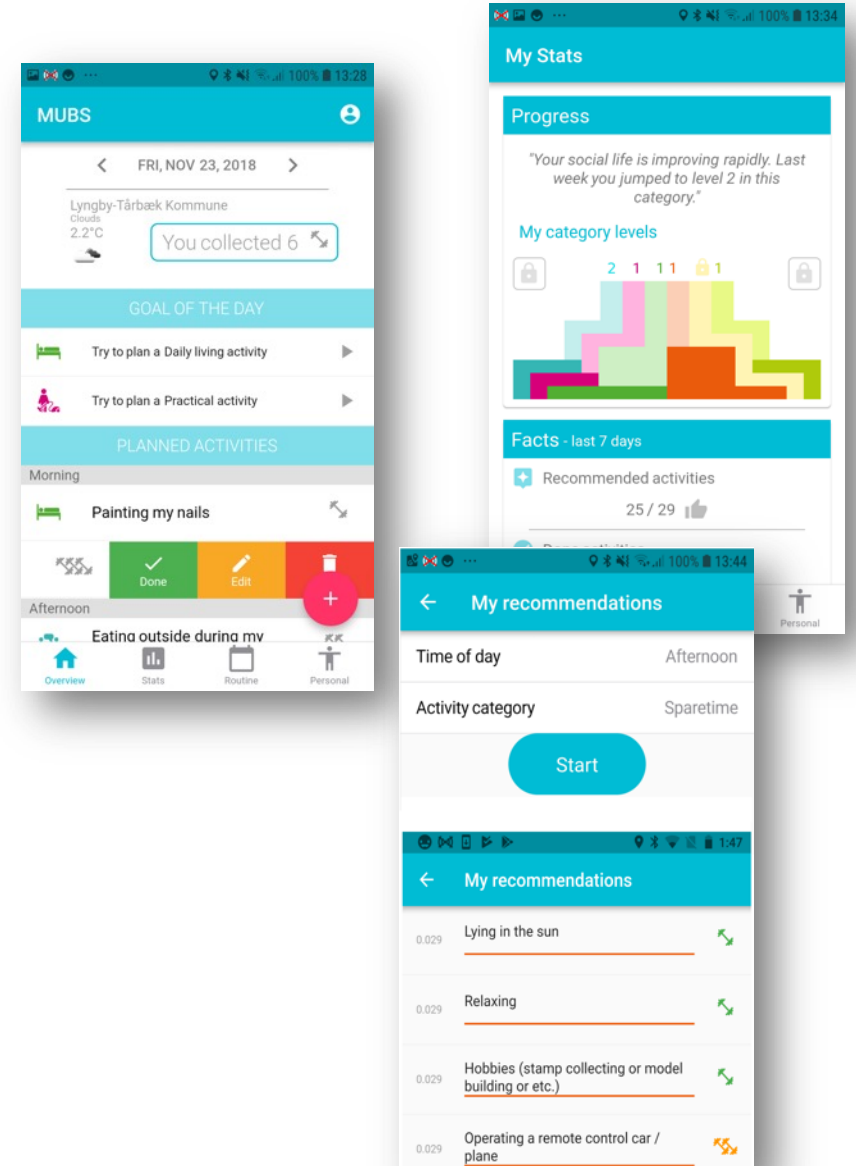 100% 13:28
MUBS
FRI, NOV 23, 2018
Lyngby-Tårbæk Kommune
Clouds
2.2°C
You collected 6
GOAL OF THE DAY
Try to plan a Daily living activity
Try to plan a Practical activity
PLANNED ACTIVITIES
Morning
Painting my nails
Done
Edit
+
Afternoon
Eating outside during my
Overview
Stats
Routine
Personal
100% 13:34
My Stats
Progress
"Your social life is improving rapidly. Last
week you jumped to level 2 in this
category."
My category levels
2 1 1 1 1
Facts - last 7 days
Recommended activities
25 / 29
Personal
100% 13:44
My recommendations
Time of day Afternoon
Activity category Sparetime
Start
1:47
My recommendations
0.029 Lying in the sun
0.029 Relaxing
0.029 Hobbies (stamp collecting or model
building or etc.)
0.029 Operating a remote control car /
plane